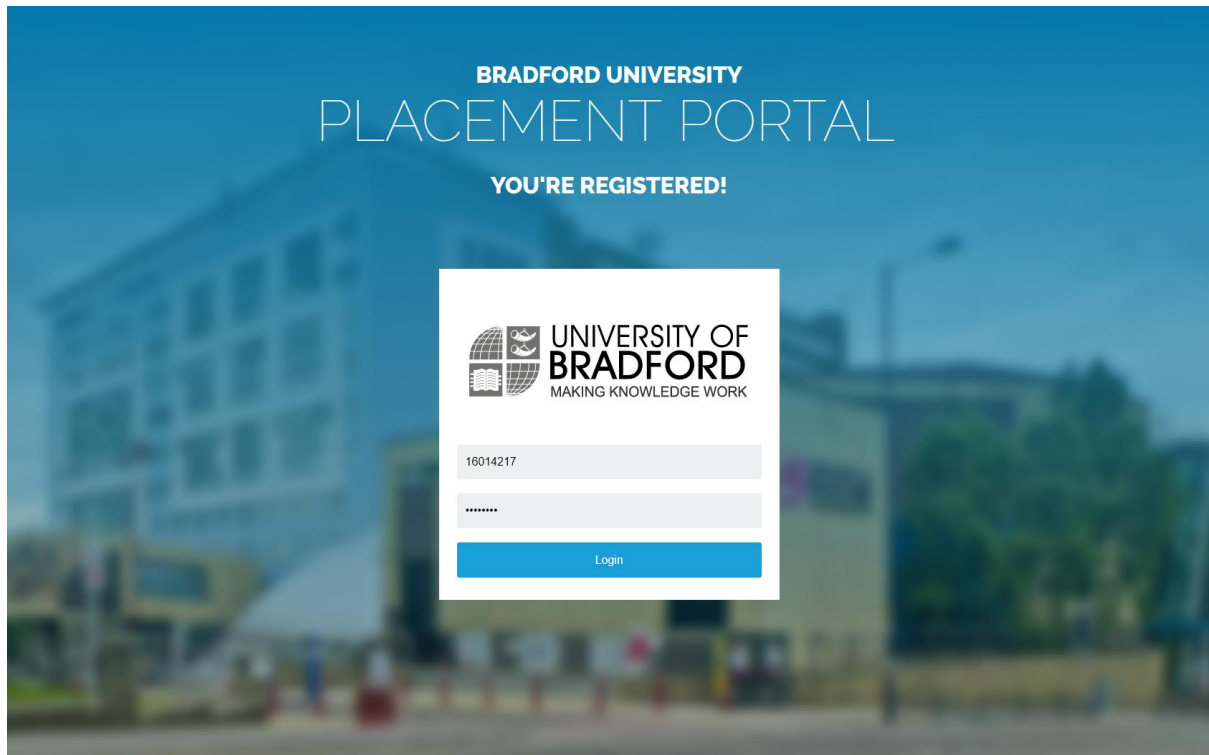 BRADFORD UNIVERSITY
PLACEMENT PORTAL
YOU'RE REGISTERED!
UNIVERSITY OF
BRADFORD
MAKING KNOWLEDGE WORK
16014217
••••••••
Login